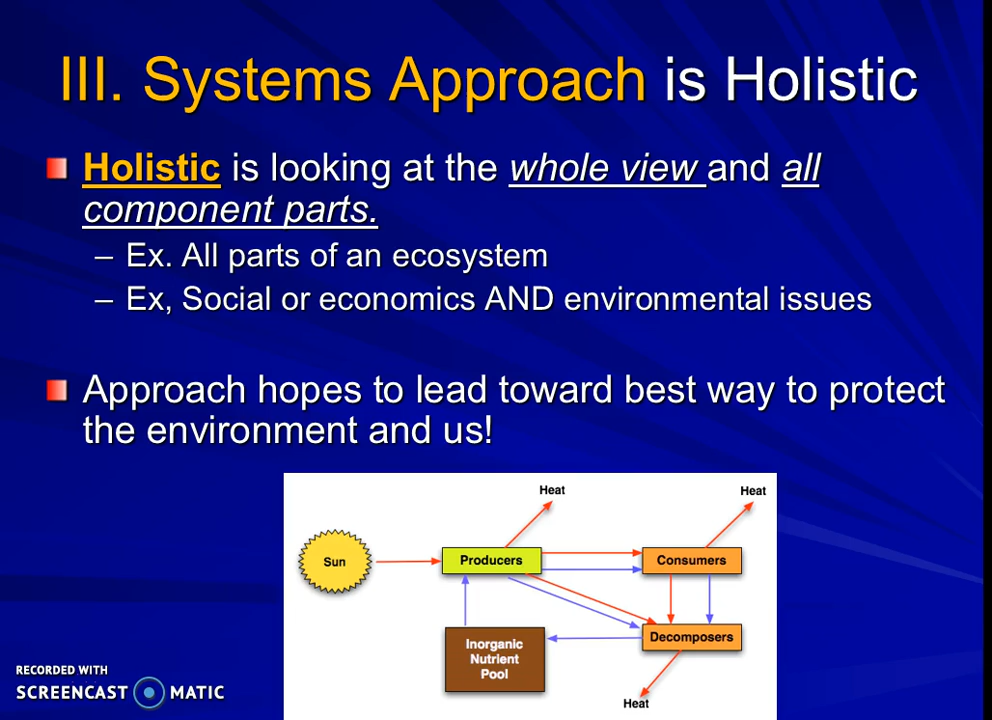 III. Systems Approach is Holistic
Holistic is looking at the whole view and all
component parts.
– Ex. All parts of an ecosystem
– Ex, Social or economics AND environmental issues
Approach hopes to lead toward best way to protect
the environment and us!
Heat
Heat
Sun
Producers
Consumers
Inorganic
Nutrient
Pool
Decomposers
Heat
RECORDED WITH
SCREENCAST MATIC